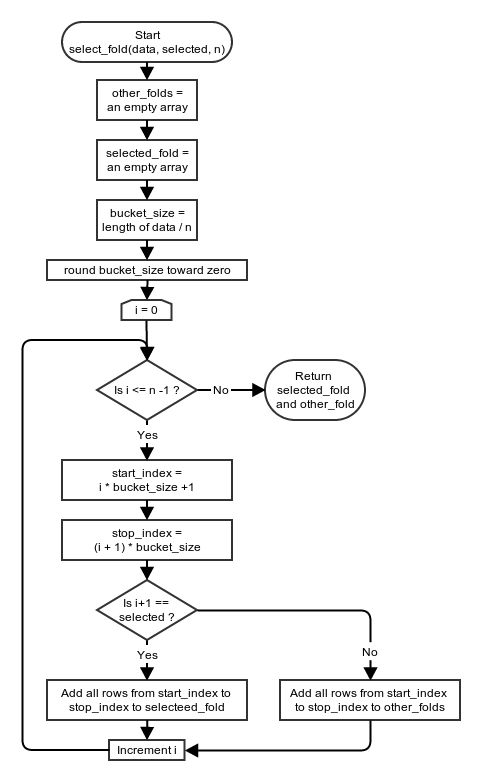 Start
select_fold(data, selected, n)
other_folds =
an empty array
selected_fold =
an empty array
bucket_size =
length of data / n
round bucket_size toward zero
i = 0
Is i <= n -1 ?
No
Return
selected_fold
and other_fold
Yes
start_index =
i * bucket_size +1
stop_index =
(i + 1) * bucket_size
Is i+1 ==
selected ?
No
Yes
Add all rows from start_index to
stop_index to selecteed_fold
Add all rows from start_index
to stop_index to other_folds
Increment i